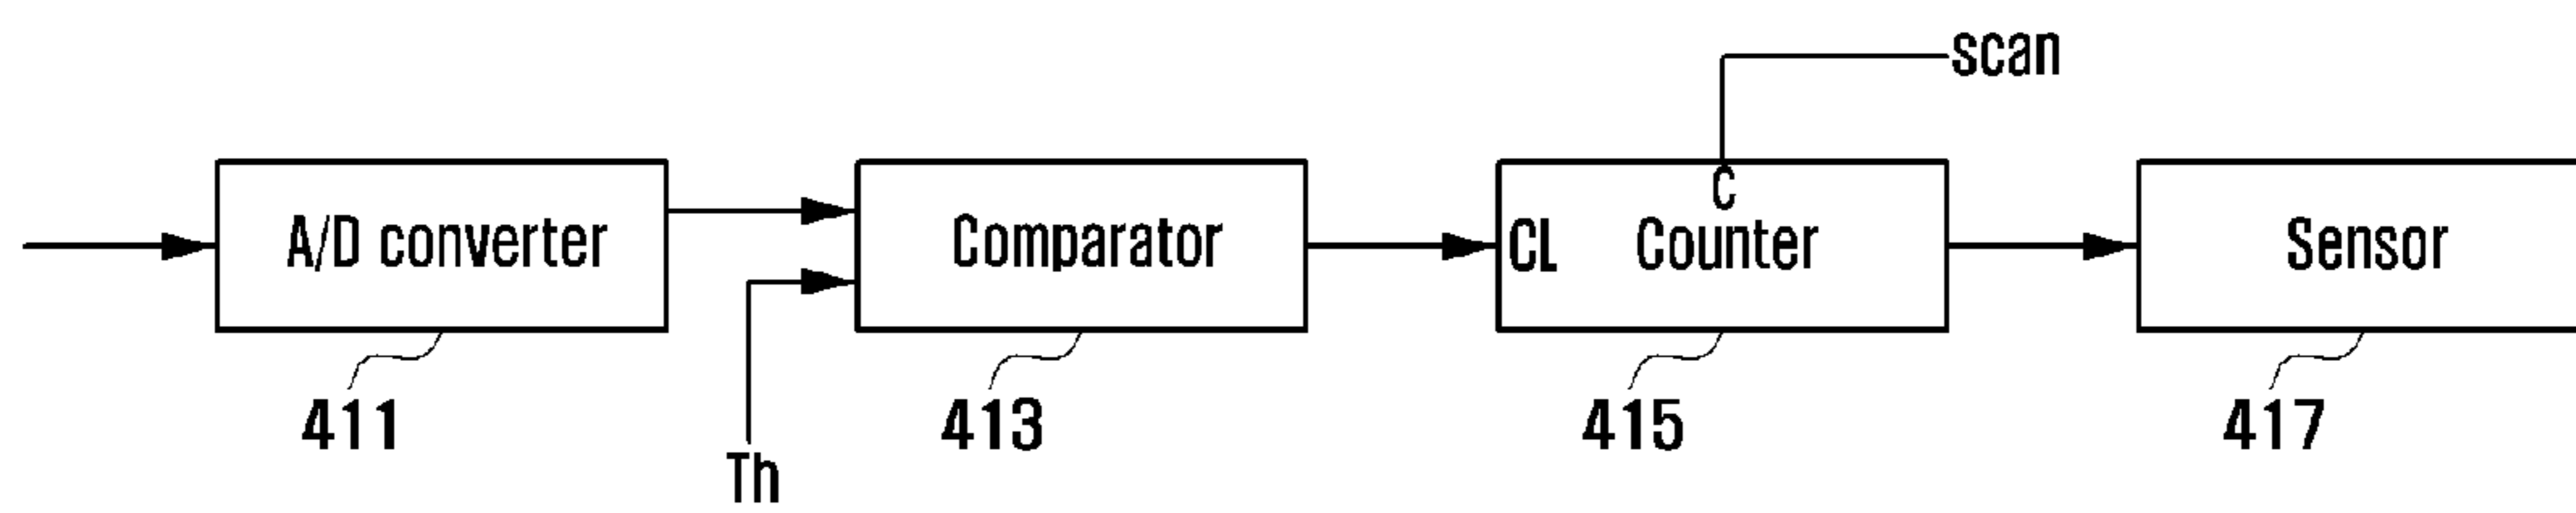 scan
A/D converter
Comparator
C
CL
Counter
Sensor
411
413
415
417
Th